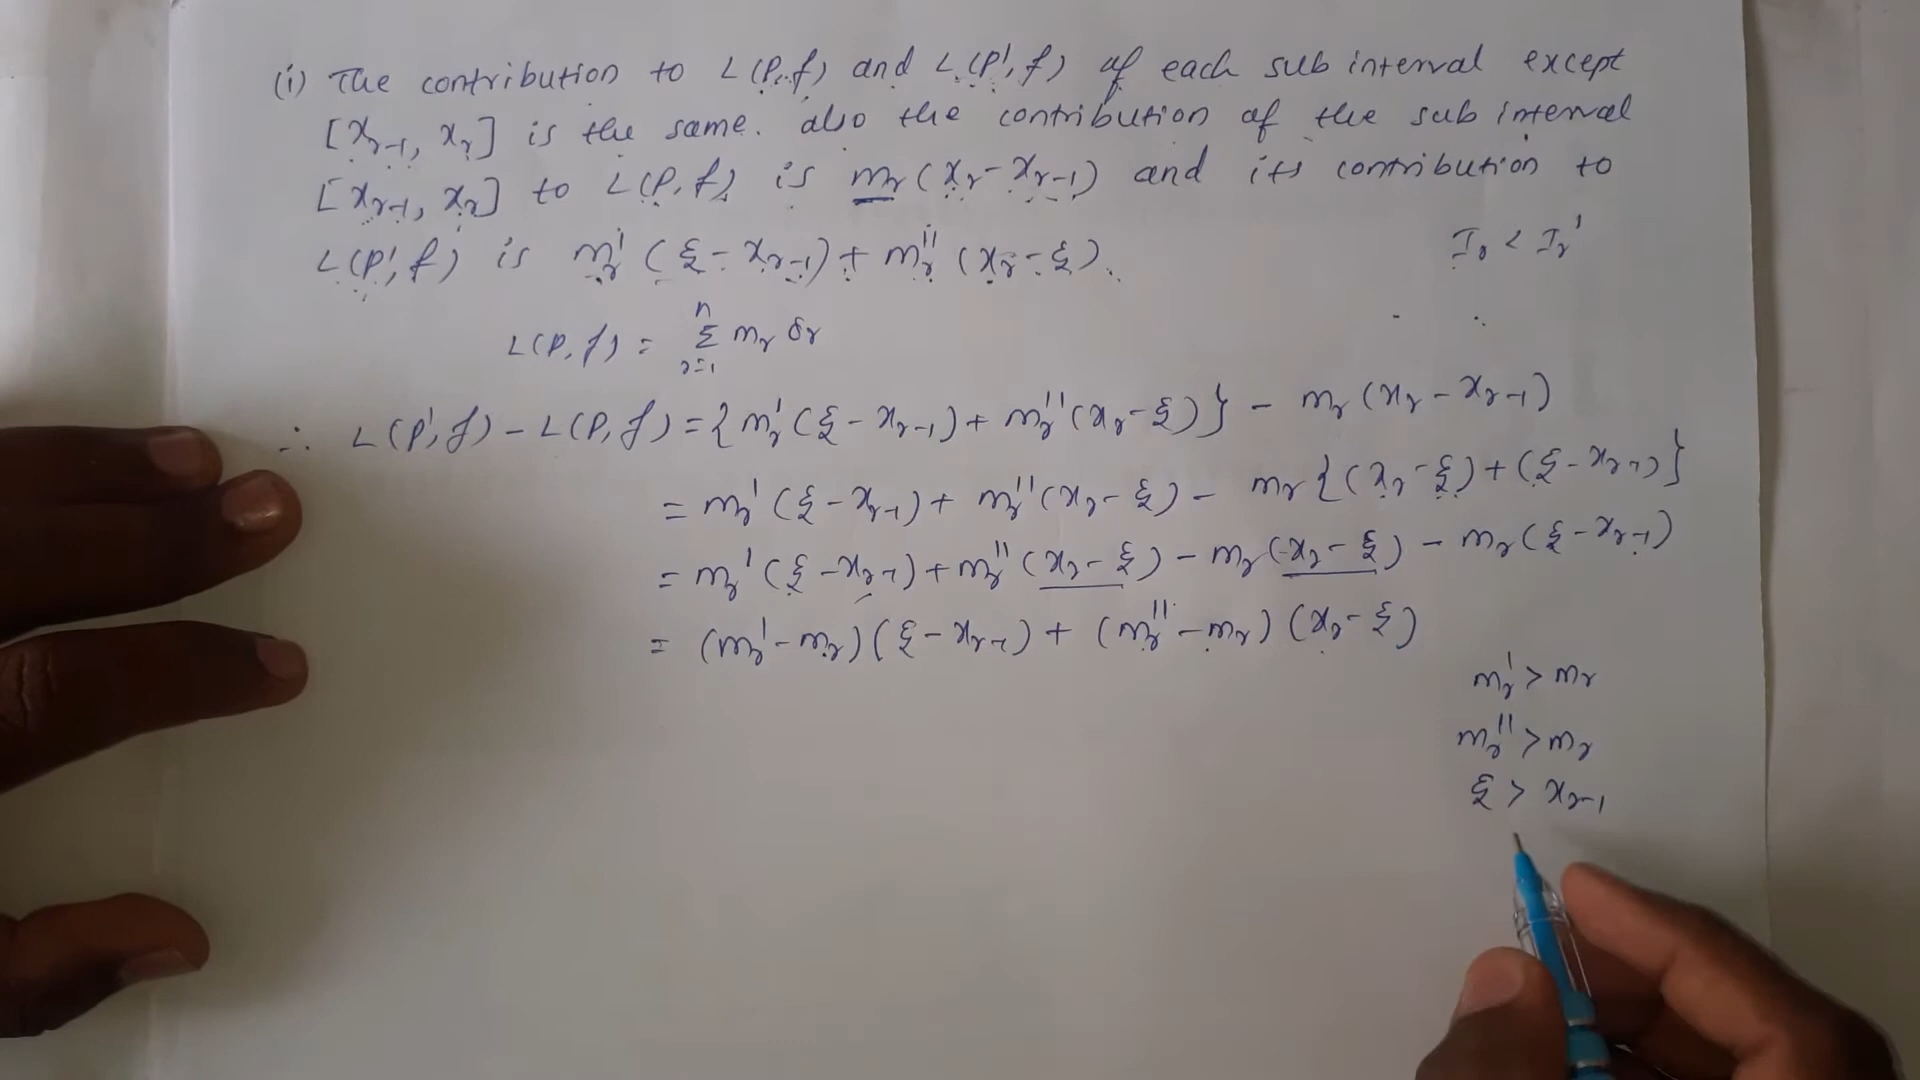 (i) The contribution to L(P,f) and L(P',f) of each sub interval except
[x_{r-1}, x_r] is the same. also the contribution of the sub interval
[x_{r-1}, x_r] to L(P,f) is m_r(x_r - x_{r-1}) and its contribution to
L(P',f) is m_r'(ξ - x_{r-1}) + m_r''(x_r - ξ).
I_r < I_r'
L(P,f) = Σ_{r=1}^{n} m_r δ_r
∴ L(P',f) - L(P,f) = {m_r'(ξ - x_{r-1}) + m_r''(x_r - ξ)} - m_r(x_r - x_{r-1})
= m_r'(ξ - x_{r-1}) + m_r''(x_r - ξ) - m_r{(x_r - ξ) + (ξ - x_{r-1})}
= m_r'(ξ - x_{r-1}) + m_r''(x_r - ξ) - m_r(x_r - ξ) - m_r(ξ - x_{r-1})
= (m_r' - m_r)(ξ - x_{r-1}) + (m_r'' - m_r)(x_r - ξ)
m_r' > m_r
m_r'' > m_r
ξ > x_{r-1}